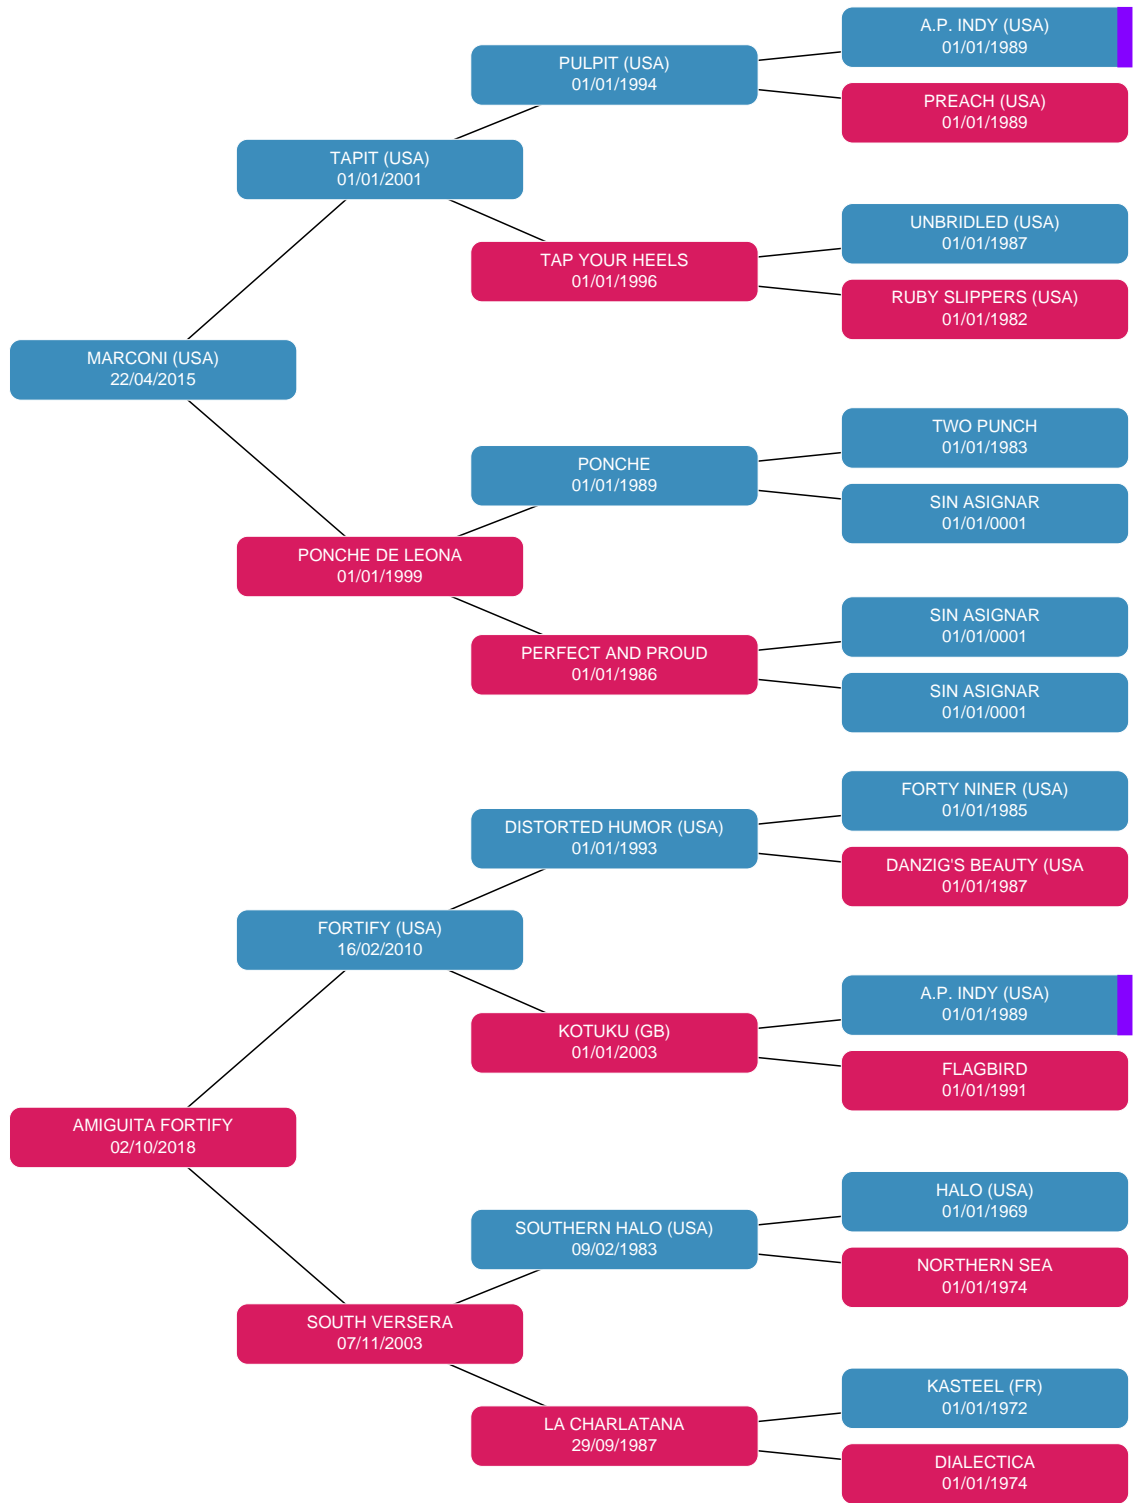 A.P. INDY (USA)
01/01/1989
PULPIT (USA)
01/01/1994
PREACH (USA)
01/01/1989
TAPIT (USA)
01/01/2001
UNBRIDLED (USA)
01/01/1987
TAP YOUR HEELS
01/01/1996
RUBY SLIPPERS (USA)
01/01/1982
MARCONI (USA)
22/04/2015
TWO PUNCH
01/01/1983
PONCHE
01/01/1989
SIN ASIGNAR
01/01/0001
PONCHE DE LEONA
01/01/1999
SIN ASIGNAR
01/01/0001
PERFECT AND PROUD
01/01/1986
SIN ASIGNAR
01/01/0001
FORTY NINER (USA)
01/01/1985
DISTORTED HUMOR (USA)
01/01/1993
DANZIG'S BEAUTY (USA
01/01/1987
FORTIFY (USA)
16/02/2010
A.P. INDY (USA)
01/01/1989
KOTUKU (GB)
01/01/2003
FLAGBIRD
01/01/1991
AMIGUITA FORTIFY
02/10/2018
HALO (USA)
01/01/1969
SOUTHERN HALO (USA)
09/02/1983
NORTHERN SEA
01/01/1974
SOUTH VERSERA
07/11/2003
KASTEEL (FR)
01/01/1972
LA CHARLATANA
29/09/1987
DIALECTICA
01/01/1974